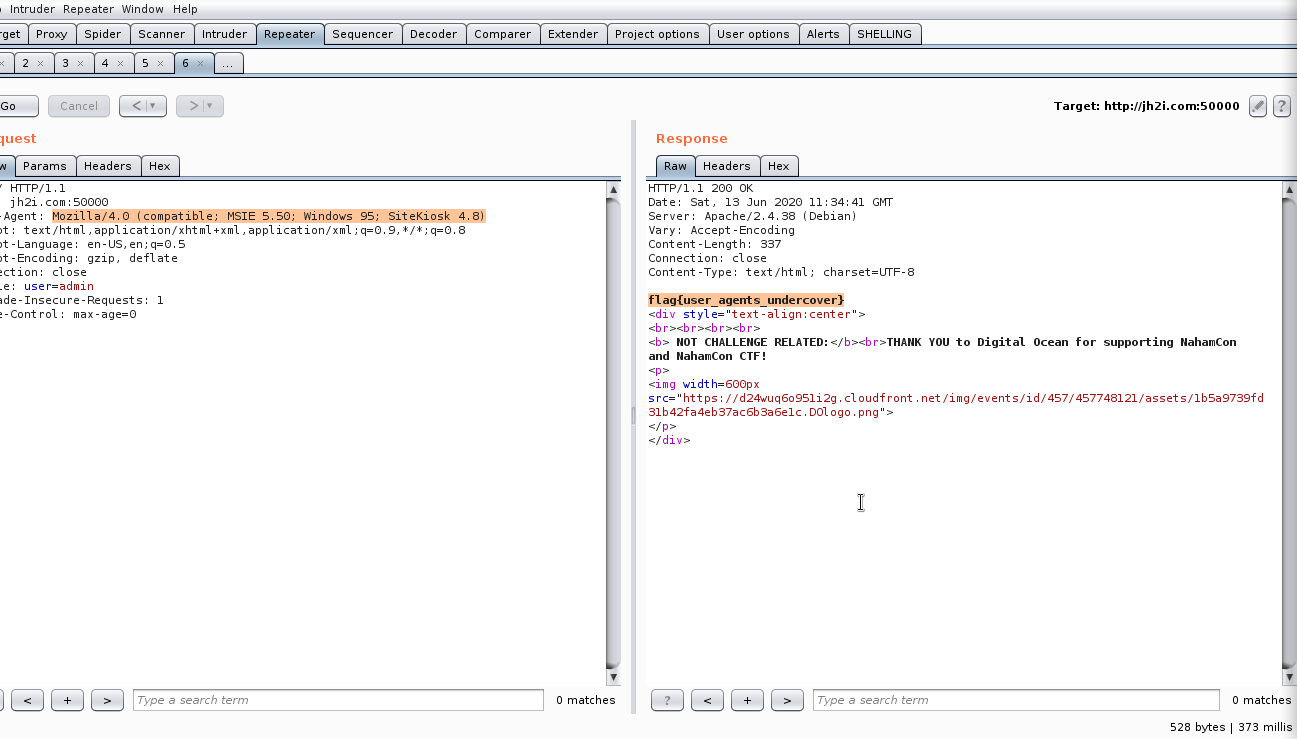 Intruder Repeater Window Help
rget Proxy Spider Scanner Intruder Repeater Sequencer Decoder Comparer Extender Project options User options Alerts SHELLING
× 2 × 3 × 4 × 5 × 6 × ...
Go Cancel < ▾ > ▾ Target: http://jh2i.com:50000 ?
quest
w Params Headers Hex
/ HTTP/1.1
jh2i.com:50000
-Agent: Mozilla/4.0 (compatible; MSIE 5.50; Windows 95; SiteKiosk 4.8)
pt: text/html,application/xhtml+xml,application/xml;q=0.9,*/*;q=0.8
pt-Language: en-US,en;q=0.5
pt-Encoding: gzip, deflate
ection: close
ie: user=admin
ade-Insecure-Requests: 1
e-Control: max-age=0
< + > Type a search term 0 matches
Response
Raw Headers Hex
HTTP/1.1 200 OK
Date: Sat, 13 Jun 2020 11:34:41 GMT
Server: Apache/2.4.38 (Debian)
Vary: Accept-Encoding
Content-Length: 337
Connection: close
Content-Type: text/html; charset=UTF-8
flag{user_agents_undercover}
<div style="text-align:center">
<br><br><br><br>
<b> NOT CHALLENGE RELATED:</b><br>THANK YOU to Digital Ocean for supporting NahamCon
and NahamCon CTF!
<p>
<img width=600px
src="https://d24wuq6o951i2g.cloudfront.net/img/events/id/457/457748121/assets/1b5a9739fd
31b42fa4eb37ac6b3a6e1c.DOlogo.png">
</p>
</div>
? < + > Type a search term 0 matches
528 bytes | 373 millis